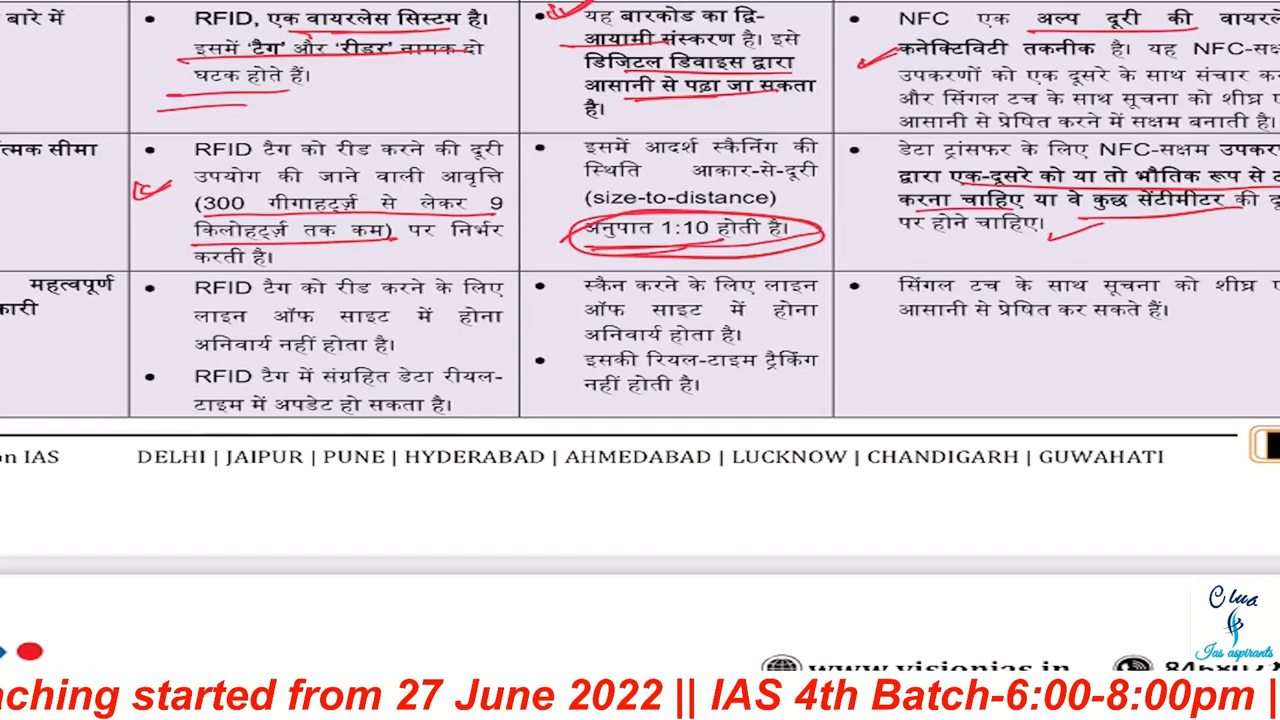 बारे में
RFID, एक वायरलेस सिस्टम है।
इसमें 'टैग' और 'रीडर' नामक दो
घटक होते हैं।
यह बारकोड का द्वि-
आयामी संस्करण है। इसे
डिजिटल डिवाइस द्वारा
आसानी से पढ़ा जा सकता
है।
NFC एक अल्प दूरी की वायरले
कनेक्टिविटी तकनीक है। यह NFC-सक्ष
उपकरणों को एक दूसरे के साथ संचार कर
और सिंगल टच के साथ सूचना को शीघ्र ए
आसानी से प्रेषित करने में सक्षम बनाती है।
त्मक सीमा
RFID टैग को रीड करने की दूरी
उपयोग की जाने वाली आवृत्ति
(300 गीगाहर्ट्ज़ से लेकर 9
किलोहर्ट्ज़ तक कम) पर निर्भर
करती है।
इसमें आदर्श स्कैनिंग की
स्थिति आकार-से-दूरी
(size-to-distance)
अनुपात 1:10 होती है।
डेटा ट्रांसफर के लिए NFC-सक्षम उपकर
द्वारा एक-दूसरे को या तो भौतिक रूप से ट
करना चाहिए या वे कुछ सेंटीमीटर की दू
पर होने चाहिए।
महत्वपूर्ण
कारी
RFID टैग को रीड करने के लिए
लाइन ऑफ साइट में होना
अनिवार्य नहीं होता है।
RFID टैग में संग्रहित डेटा रीयल-
टाइम में अपडेट हो सकता है।
स्कैन करने के लिए लाइन
ऑफ साइट में होना
अनिवार्य होता है।
इसकी रियल-टाइम ट्रैकिंग
नहीं होती है।
सिंगल टच के साथ सूचना को शीघ्र ए
आसानी से प्रेषित कर सकते हैं।
on IAS
DELHI | JAIPUR | PUNE | HYDERABAD | AHMEDABAD | LUCKNOW | CHANDIGARH | GUWAHATI
Ias aspirants
www.visionias.in
aching started from 27 June 2022 || IAS 4th Batch-6:00-8:00pm |